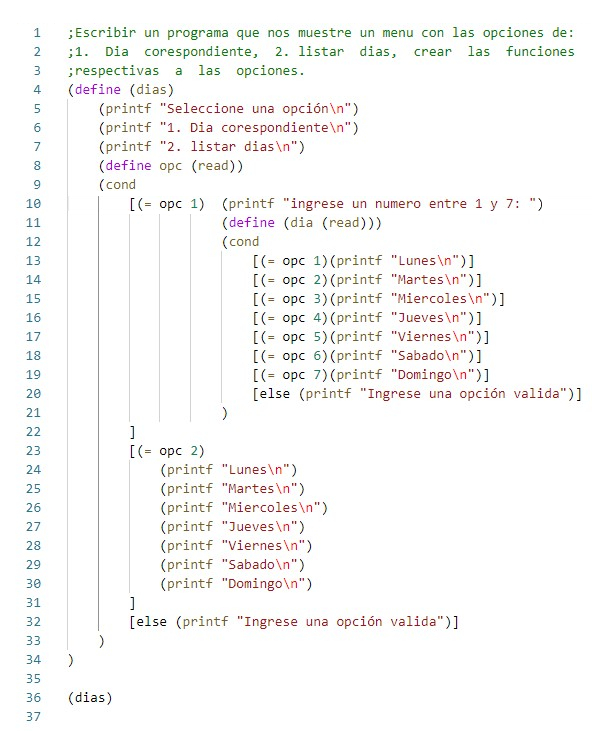 1 ;Escribir un programa que nos muestre un menu con las opciones de:
2 ;1. Dia corespondiente, 2. listar dias, crear las funciones
3 ;respectivas a las opciones.
4 (define (dias)
5 (printf "Seleccione una opción\n")
6 (printf "1. Dia corespondiente\n")
7 (printf "2. listar dias\n")
8 (define opc (read))
9 (cond
10 [(= opc 1) (printf "ingrese un numero entre 1 y 7: ")
11 (define (dia (read)))
12 (cond
13 [(= opc 1)(printf "Lunes\n")]
14 [(= opc 2)(printf "Martes\n")]
15 [(= opc 3)(printf "Miercoles\n")]
16 [(= opc 4)(printf "Jueves\n")]
17 [(= opc 5)(printf "Viernes\n")]
18 [(= opc 6)(printf "Sabado\n")]
19 [(= opc 7)(printf "Domingo\n")]
20 [else (printf "Ingrese una opción valida")]
21 )
22 ]
23 [(= opc 2)
24 (printf "Lunes\n")
25 (printf "Martes\n")
26 (printf "Miercoles\n")
27 (printf "Jueves\n")
28 (printf "Viernes\n")
29 (printf "Sabado\n")
30 (printf "Domingo\n")
31 ]
32 [else (printf "Ingrese una opción valida")]
33 )
34 )
35
36 (dias)
37